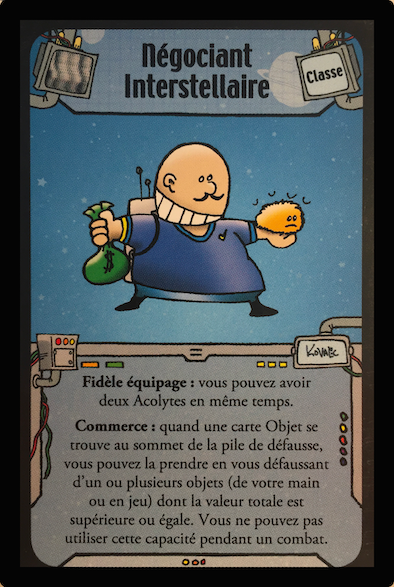 Négociant
Interstellaire
Classe
$
KOVALIC
Fidèle équipage : vous pouvez avoir
deux Acolytes en même temps.
Commerce : quand une carte Objet se
trouve au sommet de la pile de défausse,
vous pouvez la prendre en vous défaussant
d'un ou plusieurs objets (de votre main
ou en jeu) dont la valeur totale est
supérieure ou égale. Vous ne pouvez pas
utiliser cette capacité pendant un combat.